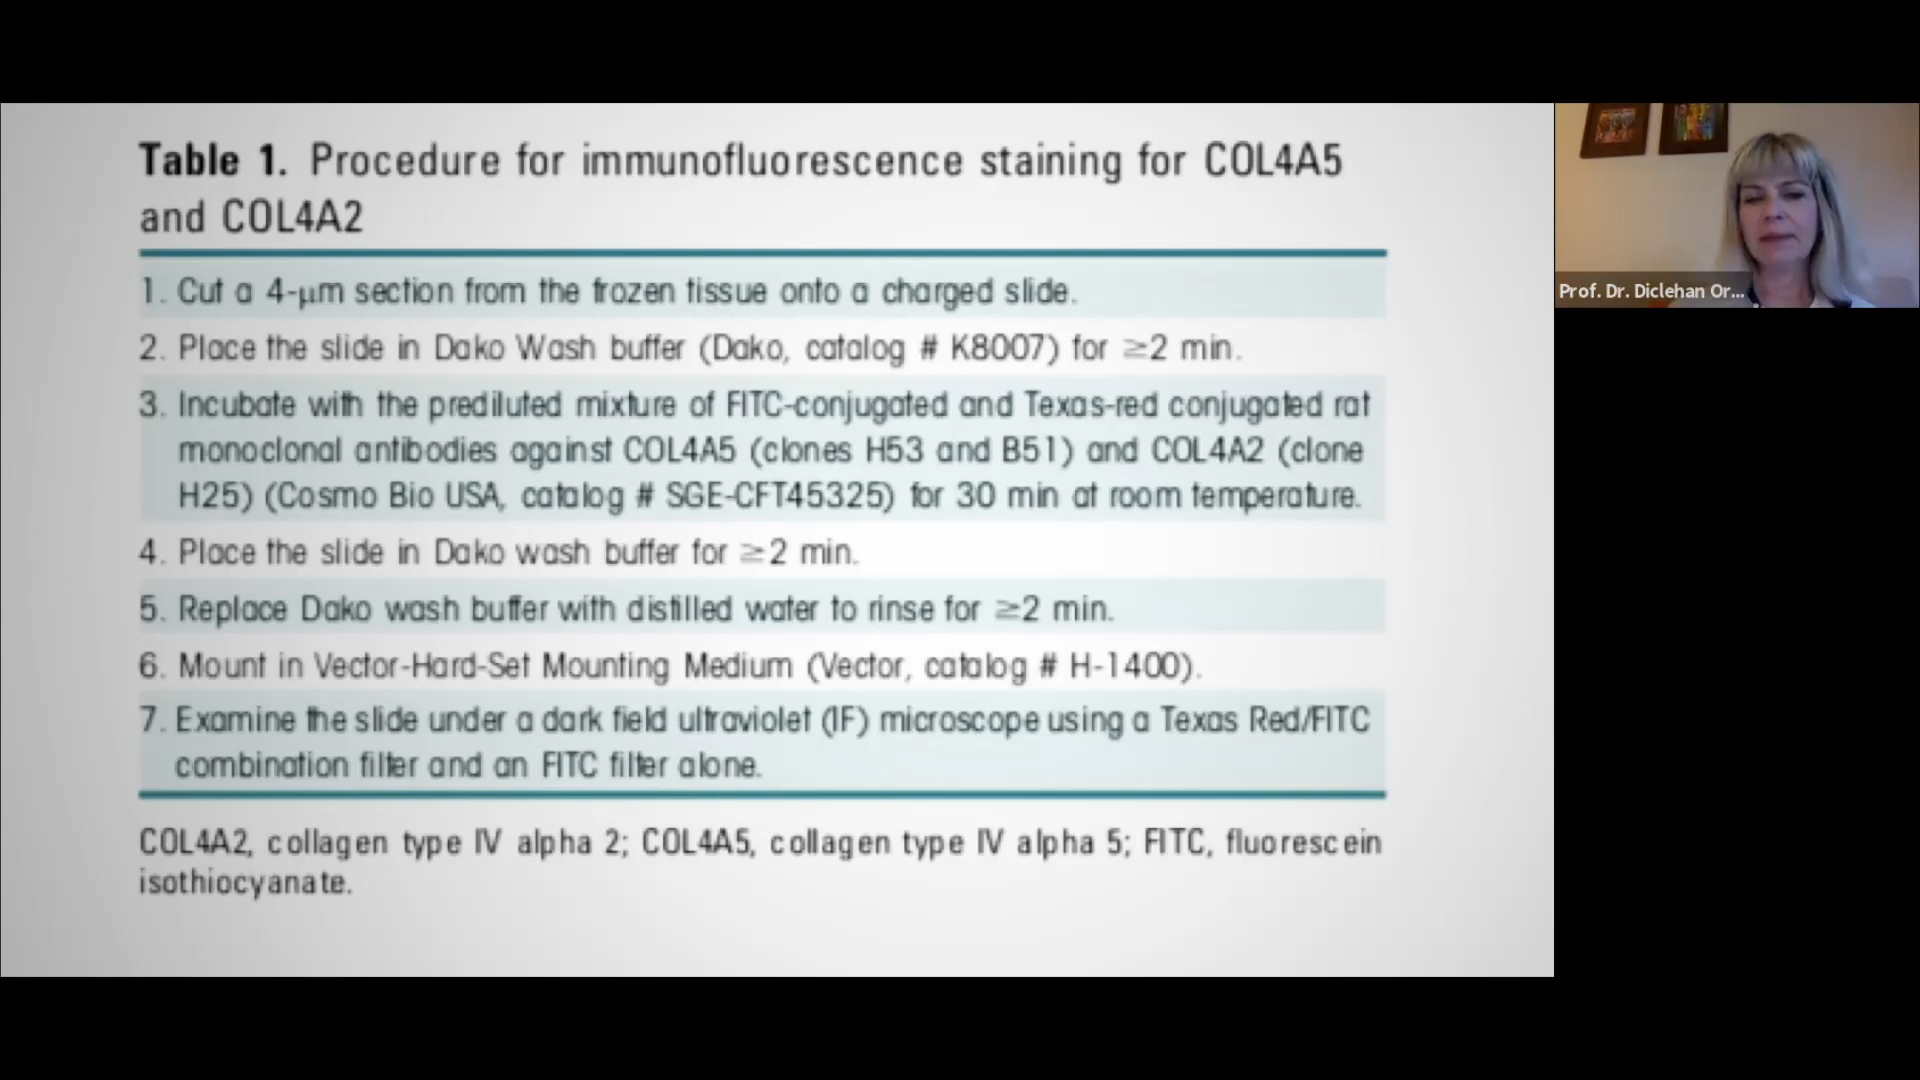 Table 1. Procedure for immunofluorescence staining for COL4A5
and COL4A2
1. Cut a 4-μm section from the frozen tissue onto a charged slide.
2. Place the slide in Dako Wash buffer (Dako, catalog # K8007) for ≥2 min.
3. Incubate with the prediluted mixture of FITC-conjugated and Texas-red conjugated rat
monoclonal antibodies against COL4A5 (clones H53 and B51) and COL4A2 (clone
H25) (Cosmo Bio USA, catalog # SGE-CFT45325) for 30 min at room temperature.
4. Place the slide in Dako wash buffer for ≥2 min.
5. Replace Dako wash buffer with distilled water to rinse for ≥2 min.
6. Mount in Vector-Hard-Set Mounting Medium (Vector, catalog # H-1400).
7. Examine the slide under a dark field ultraviolet (IF) microscope using a Texas Red/FITC
combination filter and an FITC filter alone.
COL4A2, collagen type IV alpha 2; COL4A5, collagen type IV alpha 5; FITC, fluorescein
isothiocyanate.
Prof. Dr. Diclehan Or...